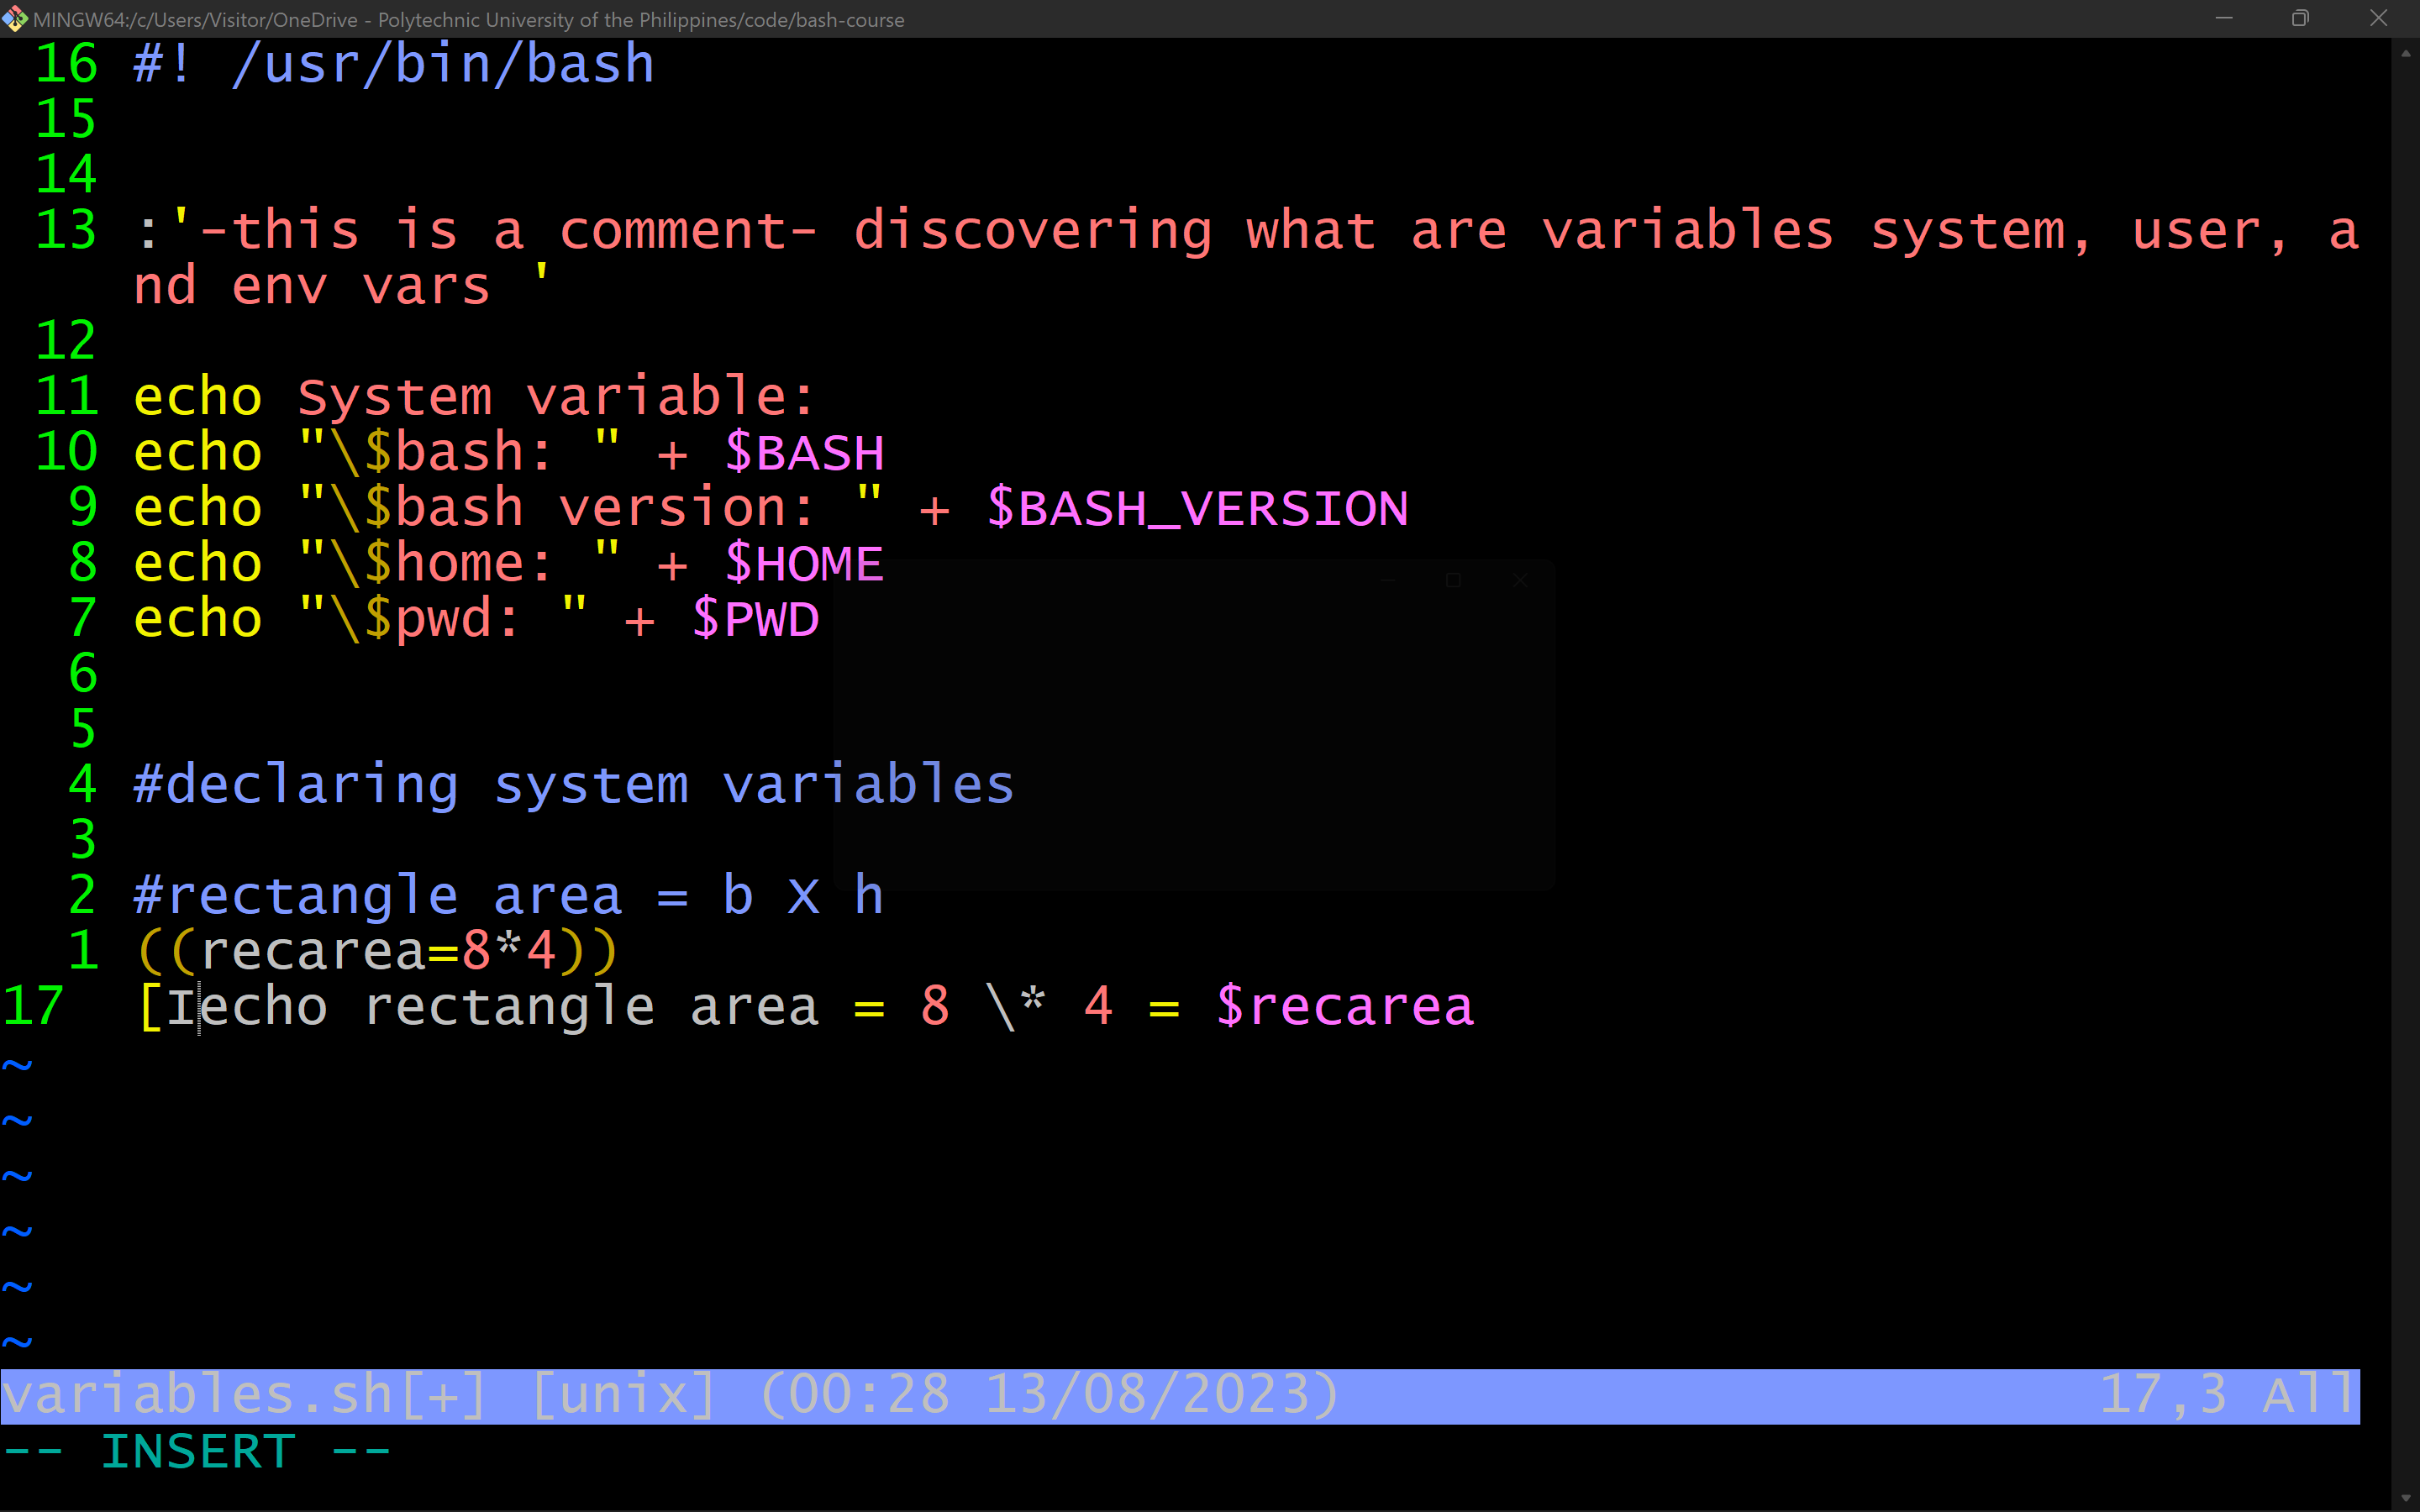 MINGW64:/c/Users/Visitor/OneDrive - Polytechnic University of the Philippines/code/bash-course
16 #! /usr/bin/bash
15
14
13 :'-this is a comment- discovering what are variables system, user, a
nd env vars '
12
11 echo System variable:
10 echo "\$bash: " + $BASH
9 echo "\$bash version: " + $BASH_VERSION
8 echo "\$home: " + $HOME
7 echo "\$pwd: " + $PWD
6
5
4 #declaring system variables
3
2 #rectangle area = b x h
1 ((recarea=8*4))
17 [Iecho rectangle area = 8 \* 4 = $recarea
~
~
~
~
~
~
variables.sh[+] [unix] (00:28 13/08/2023) 17,3 All
-- INSERT --